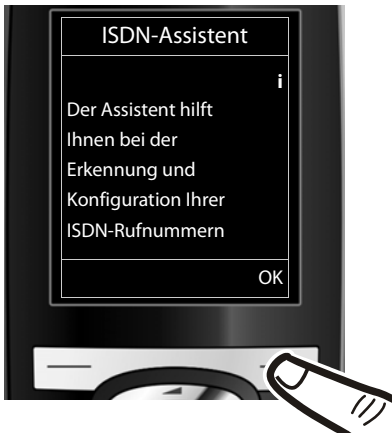 ISDN-Assistent
i
Der Assistent hilft
Ihnen bei der
Erkennung und
Konfiguration Ihrer
ISDN-Rufnummern
OK